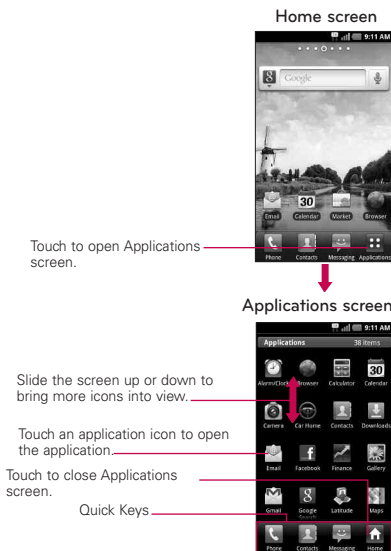 Home screen
9:11 AM
Google
30
Email Calendar Market Browser
Touch to open Applications
screen.
Phone Contacts Messaging Applications
Applications screen
9:11 AM
Applications 38 items
30
Alarm/Clock Browser Calculator Calendar
Slide the screen up or down to
bring more icons into view.
Camera Car Home Contacts Downloads
Touch an application icon to open
the application.
Email Facebook Finance Gallery
Touch to close Applications
screen.
Gmail Google Search Latitude Maps
Quick Keys
Phone Contacts Messaging Home